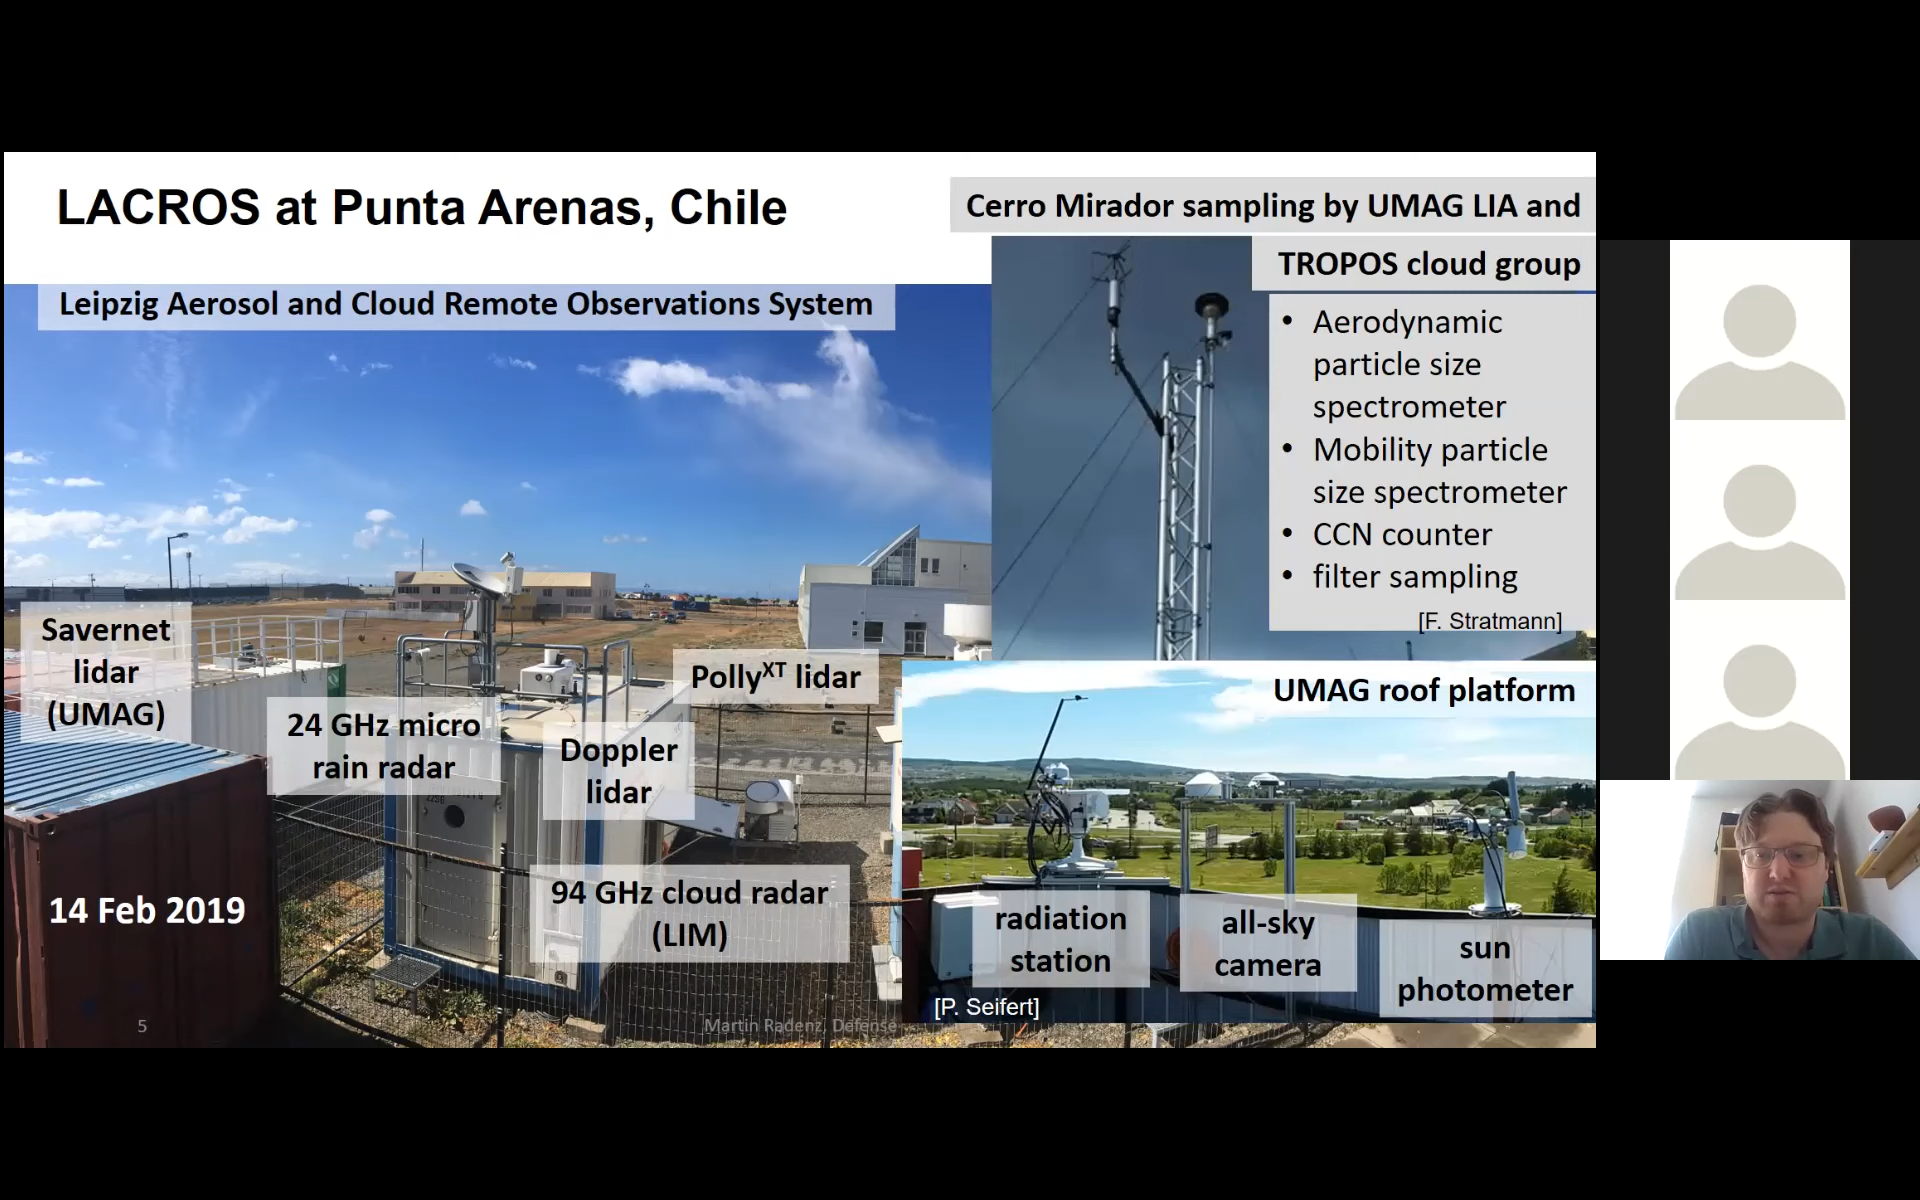 LACROS at Punta Arenas, Chile
Leipzig Aerosol and Cloud Remote Observations System
Cerro Mirador sampling by UMAG LIA and
TROPOS cloud group
• Aerodynamic
particle size
spectrometer
• Mobility particle
size spectrometer
• CCN counter
• filter sampling
[F. Stratmann]
Savernet
lidar
(UMAG)
24 GHz micro
rain radar
Polly^XT lidar
Doppler
lidar
94 GHz cloud radar
(LIM)
14 Feb 2019
UMAG roof platform
radiation
station
all-sky
camera
sun
photometer
[P. Seifert]
5
Martin Radenz, Defense